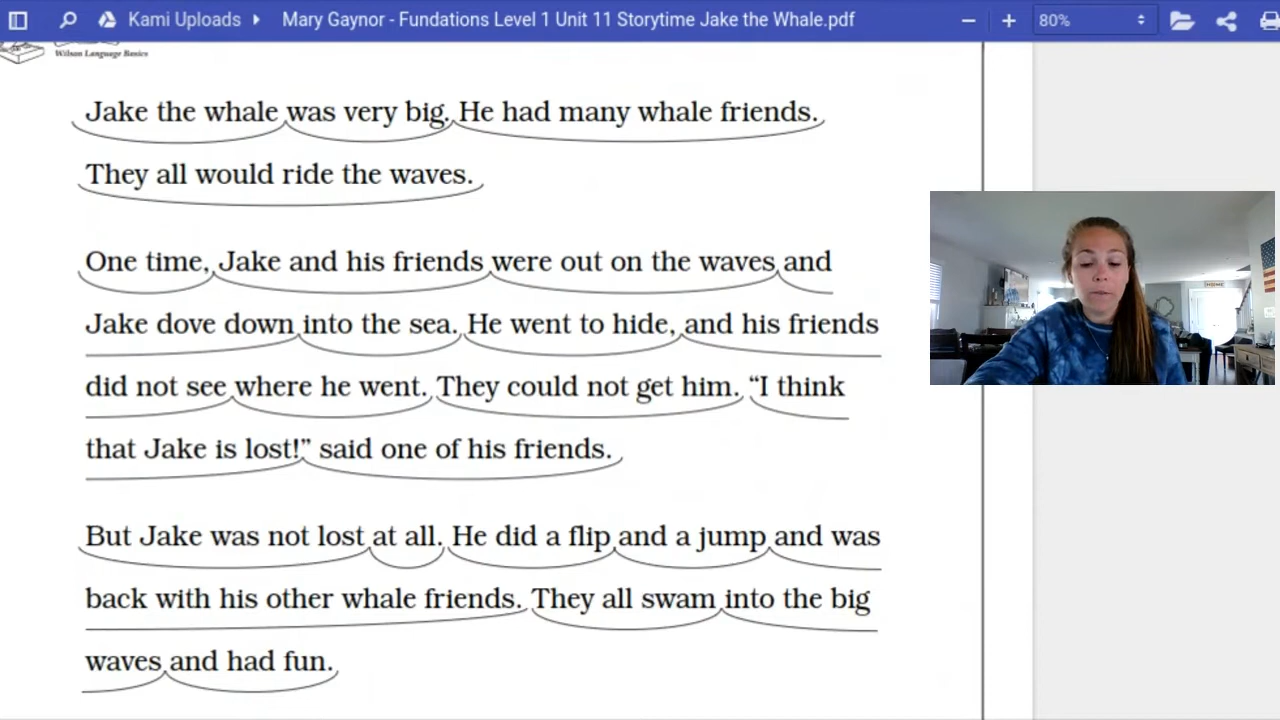 Kami Uploads Mary Gaynor - Fundations Level 1 Unit 11 Storytime Jake the Whale.pdf 80%
Wilson Language Basics
Jake the whale was very big. He had many whale friends.
They all would ride the waves.
One time, Jake and his friends were out on the waves and
Jake dove down into the sea. He went to hide, and his friends
did not see where he went. They could not get him. “I think
that Jake is lost!” said one of his friends.
But Jake was not lost at all. He did a flip and a jump and was
back with his other whale friends. They all swam into the big
waves and had fun.
HOME